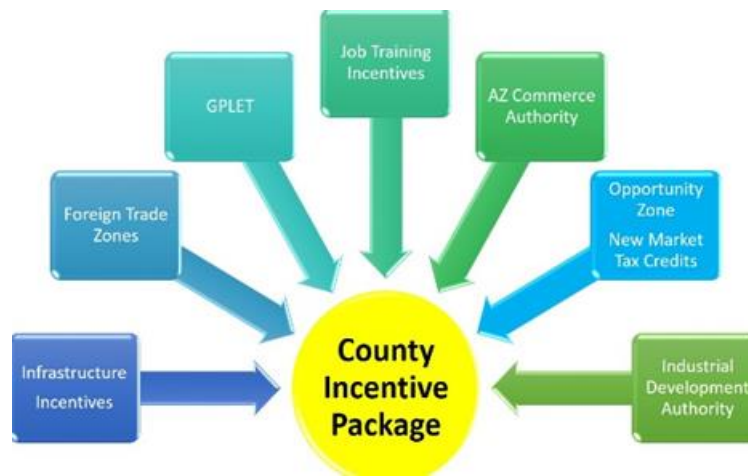 Job Training
Incentives
GPLET
AZ Commerce
Authority
Foreign Trade
Zones
Opportunity
Zone
New Market
Tax Credits
Infrastructure
Incentives
County
Incentive
Package
Industrial
Development
Authority